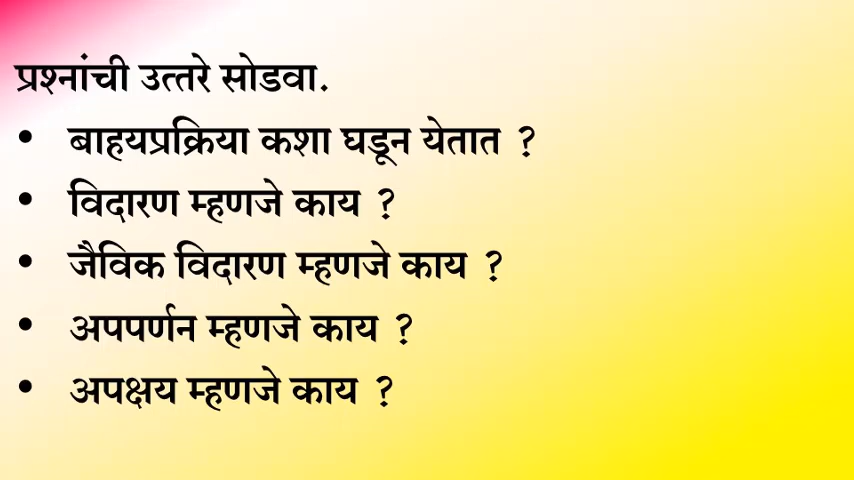 प्रश्नांची उत्तरे सोडवा.
• बाहयप्रक्रिया कशा घडून येतात ?
• विदारण म्हणजे काय ?
• जैविक विदारण म्हणजे काय ?
• अपपर्णन म्हणजे काय ?
• अपक्षय म्हणजे काय ?